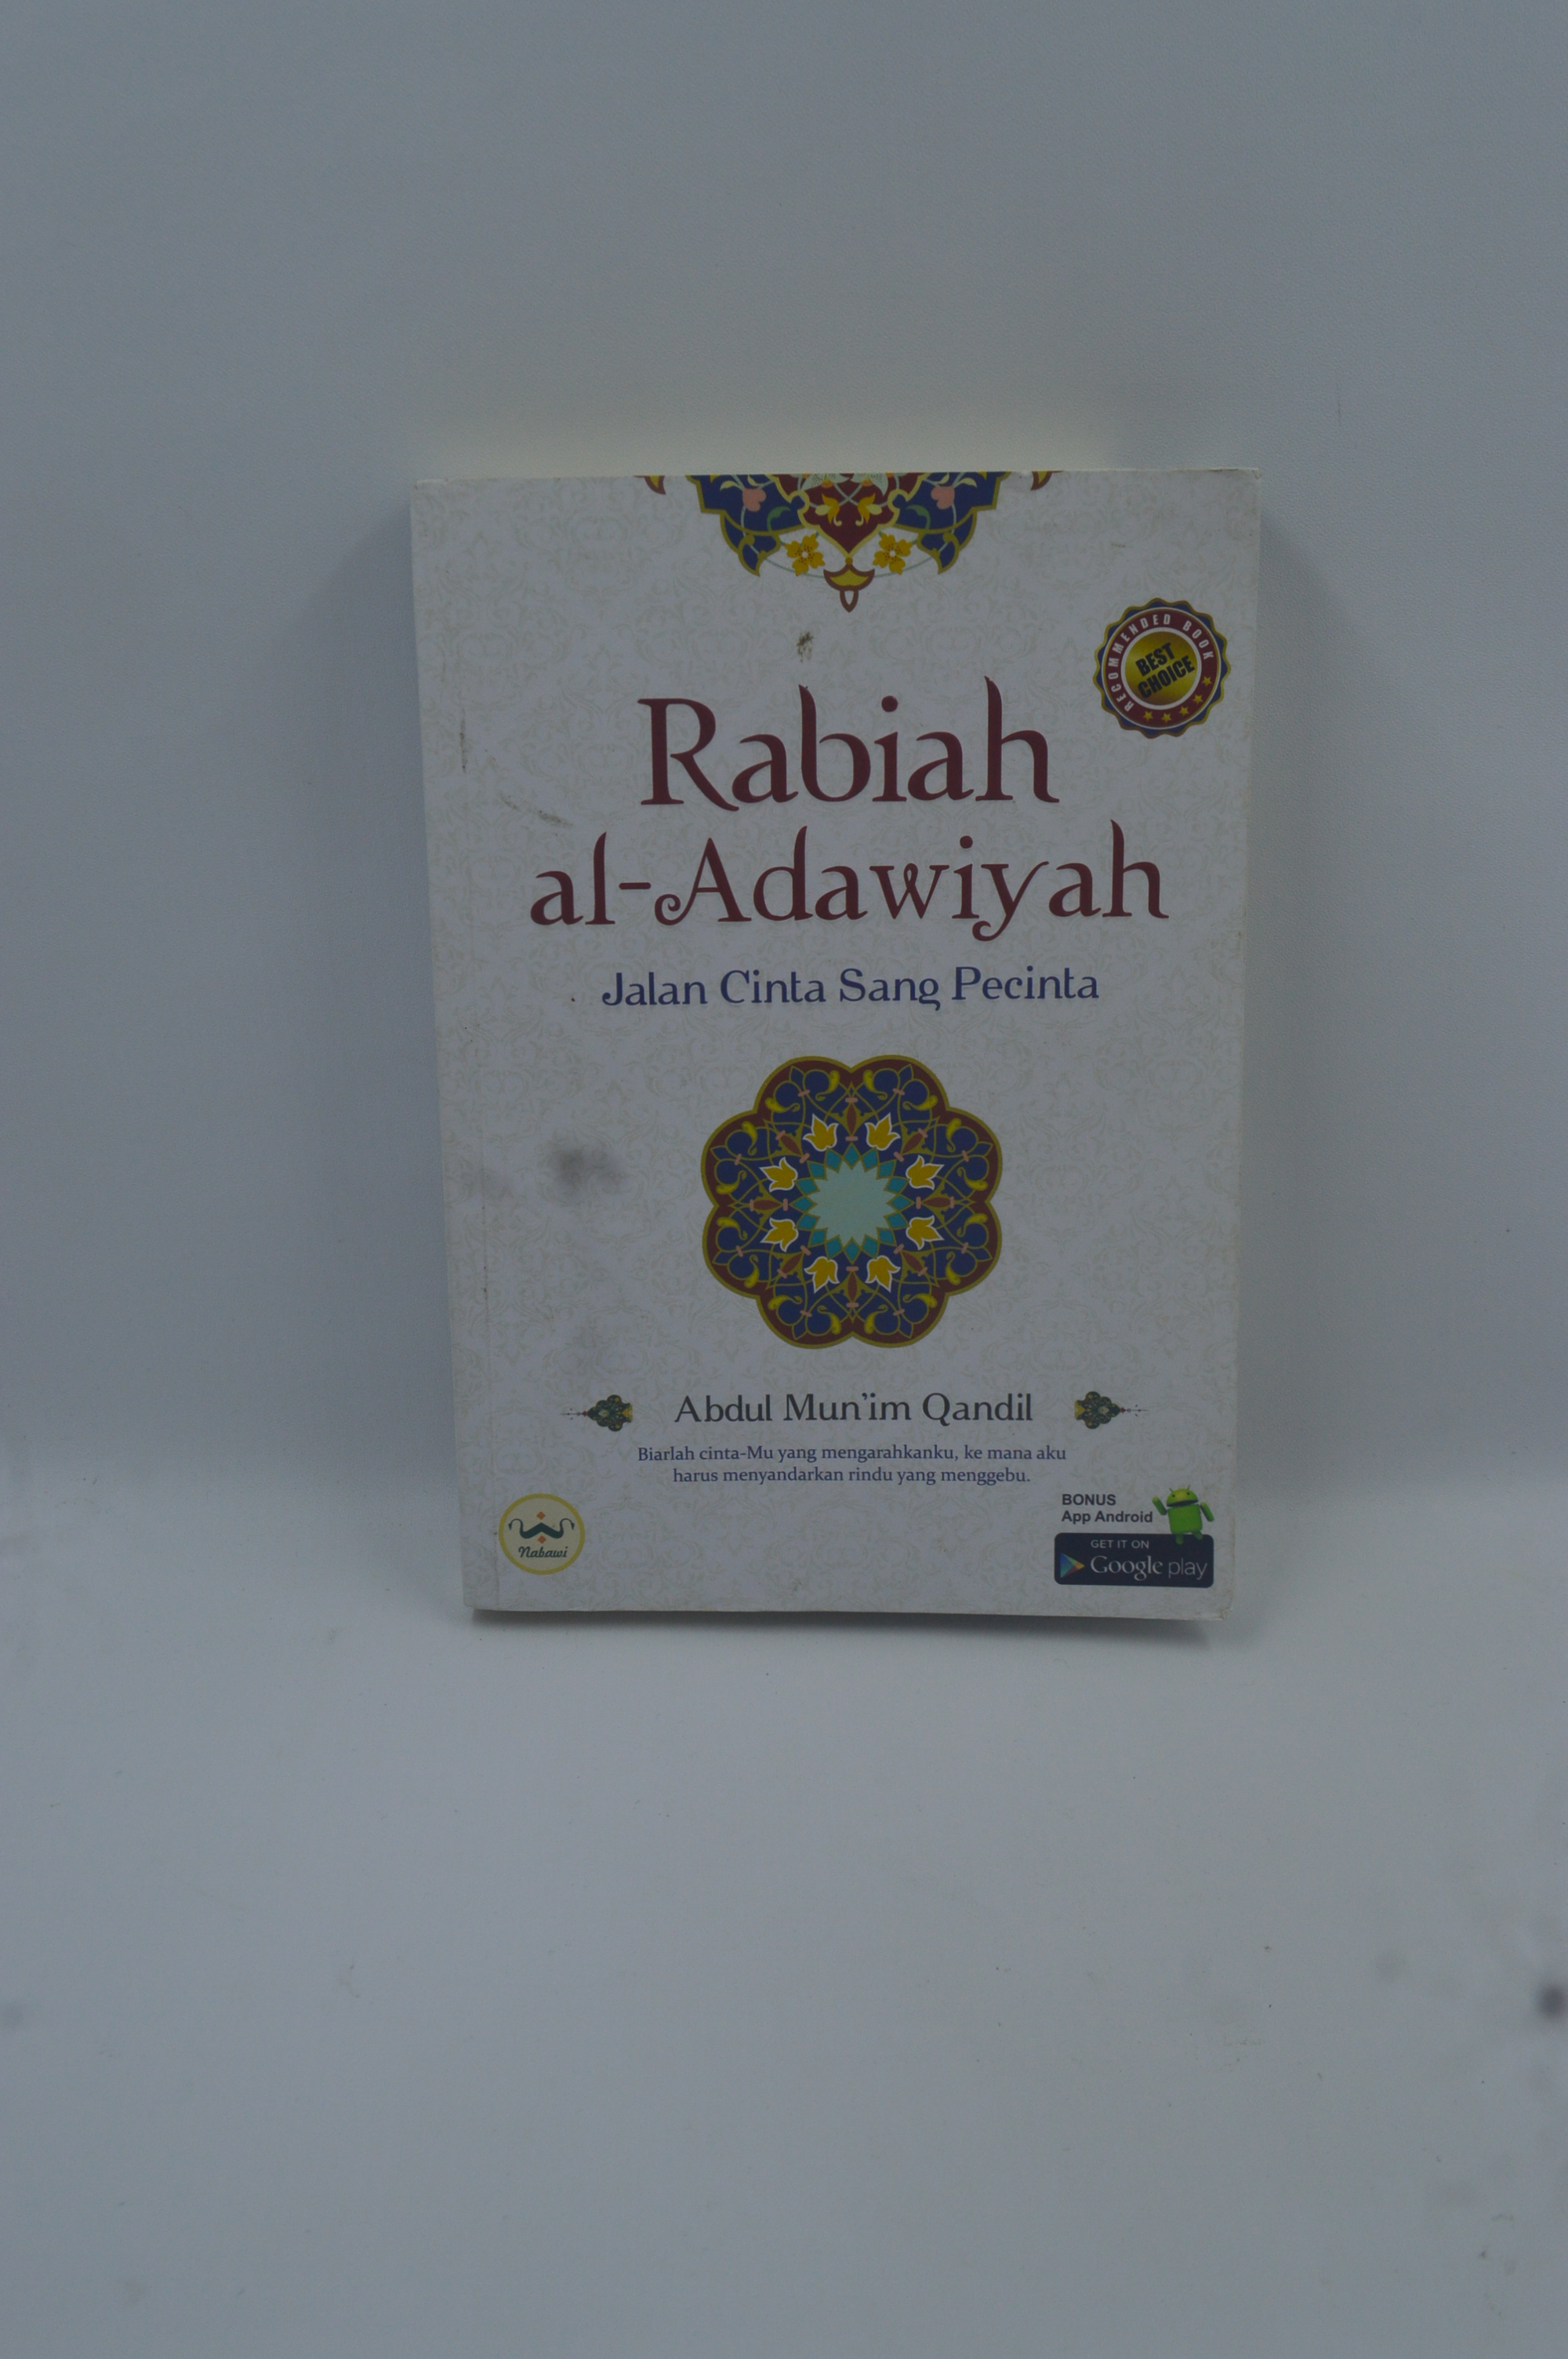 RECOMMENDED BOOK
BEST
CHOICE
Rabiah
al-Adawiyah
Jalan Cinta Sang Pecinta
Abdul Mun'im Qandil
Biarlah cinta-Mu yang mengarahkanku, ke mana aku
harus menyandarkan rindu yang menggebu.
Nabawi
BONUS
App Android
GET IT ON
Google play